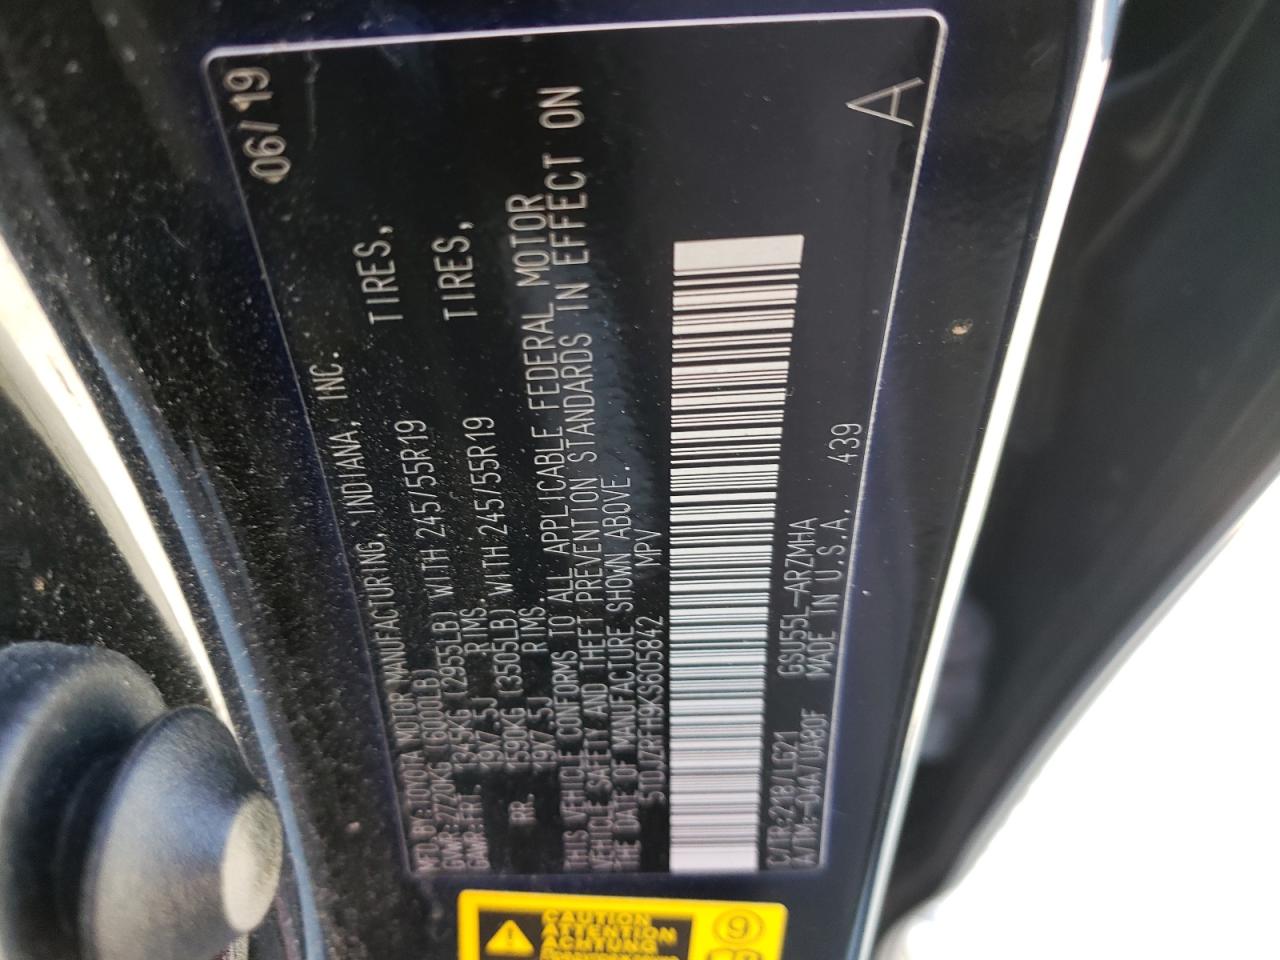 MFD. BY: TOYOTA MOTOR MANUFACTURING, INDIANA, INC. 06/19
GVWR: 2720KG (6000LB)
GAWR: FRT. 1345KG (2955LB) WITH 245/55R19 TIRES,
19X7.5J RIMS
RR. 1590KG (3505LB) WITH 245/55R19 TIRES,
19X7.5J RIMS.
THIS VEHICLE CONFORMS TO ALL APPLICABLE FEDERAL MOTOR
VEHICLE SAFETY AND THEFT PREVENTION STANDARDS IN EFFECT ON
THE DATE OF MANUFACTURE SHOWN ABOVE.
5TDJZRFH9KS605842 MPV
C/TR: 218/LG21 GSU55L-ARZMHA
A/TM: -04A/UA80F MADE IN U.S.A. 439
A
CAUTION
ATTENTION
ACHTUNG
9